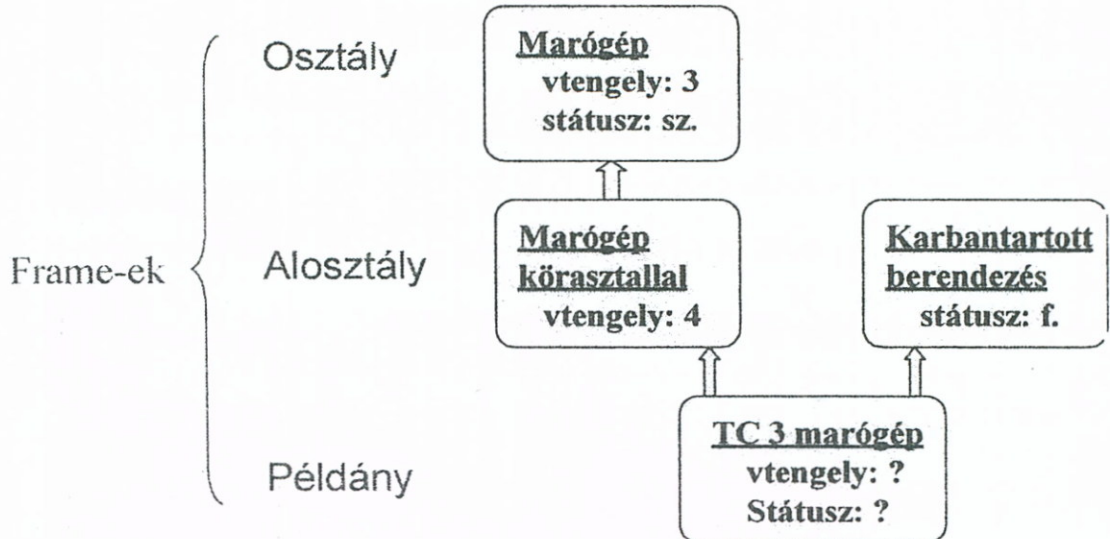 Osztály
Marógép
vtengely: 3
státusz: sz.
Frame-ek
Alosztály
Marógép
körasztallal
vtengely: 4
Karbantartott
berendezés
státusz: f.
Példány
TC 3 marógép
vtengely: ?
Státusz: ?